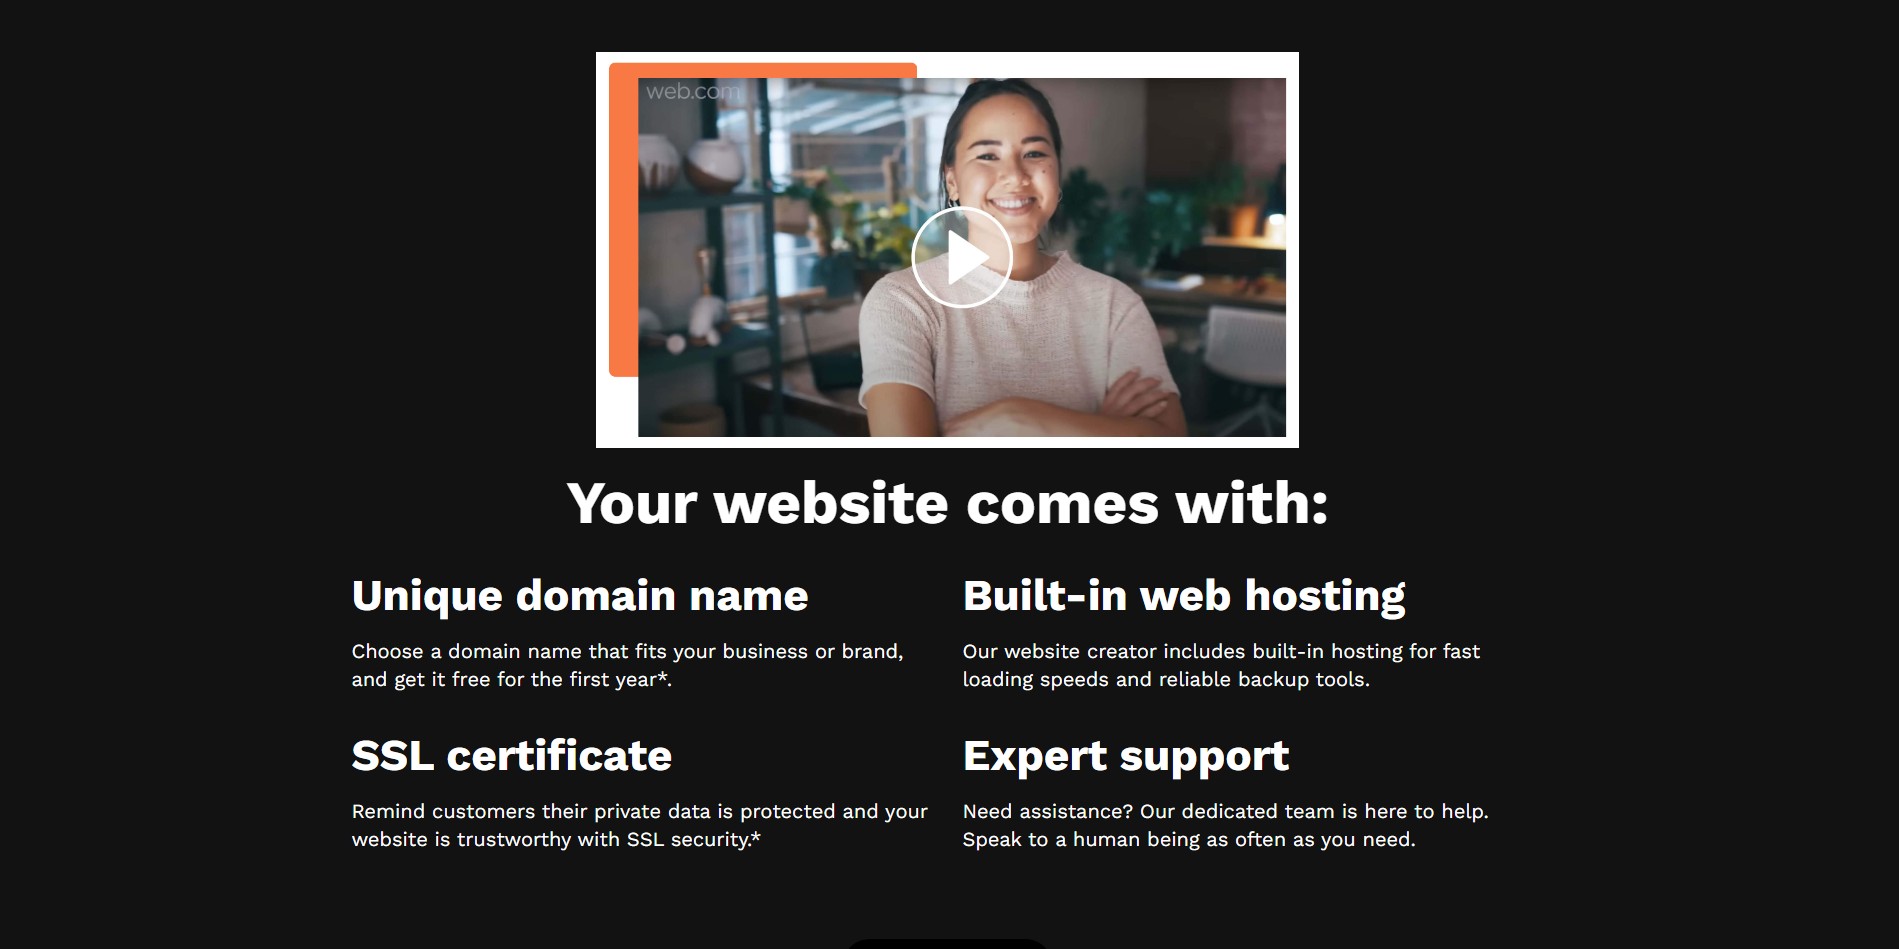 web.com
Your website comes with:
Unique domain name
Choose a domain name that fits your business or brand,
and get it free for the first year*.
Built-in web hosting
Our website creator includes built-in hosting for fast
loading speeds and reliable backup tools.
SSL certificate
Remind customers their private data is protected and your
website is trustworthy with SSL security.*
Expert support
Need assistance? Our dedicated team is here to help.
Speak to a human being as often as you need.